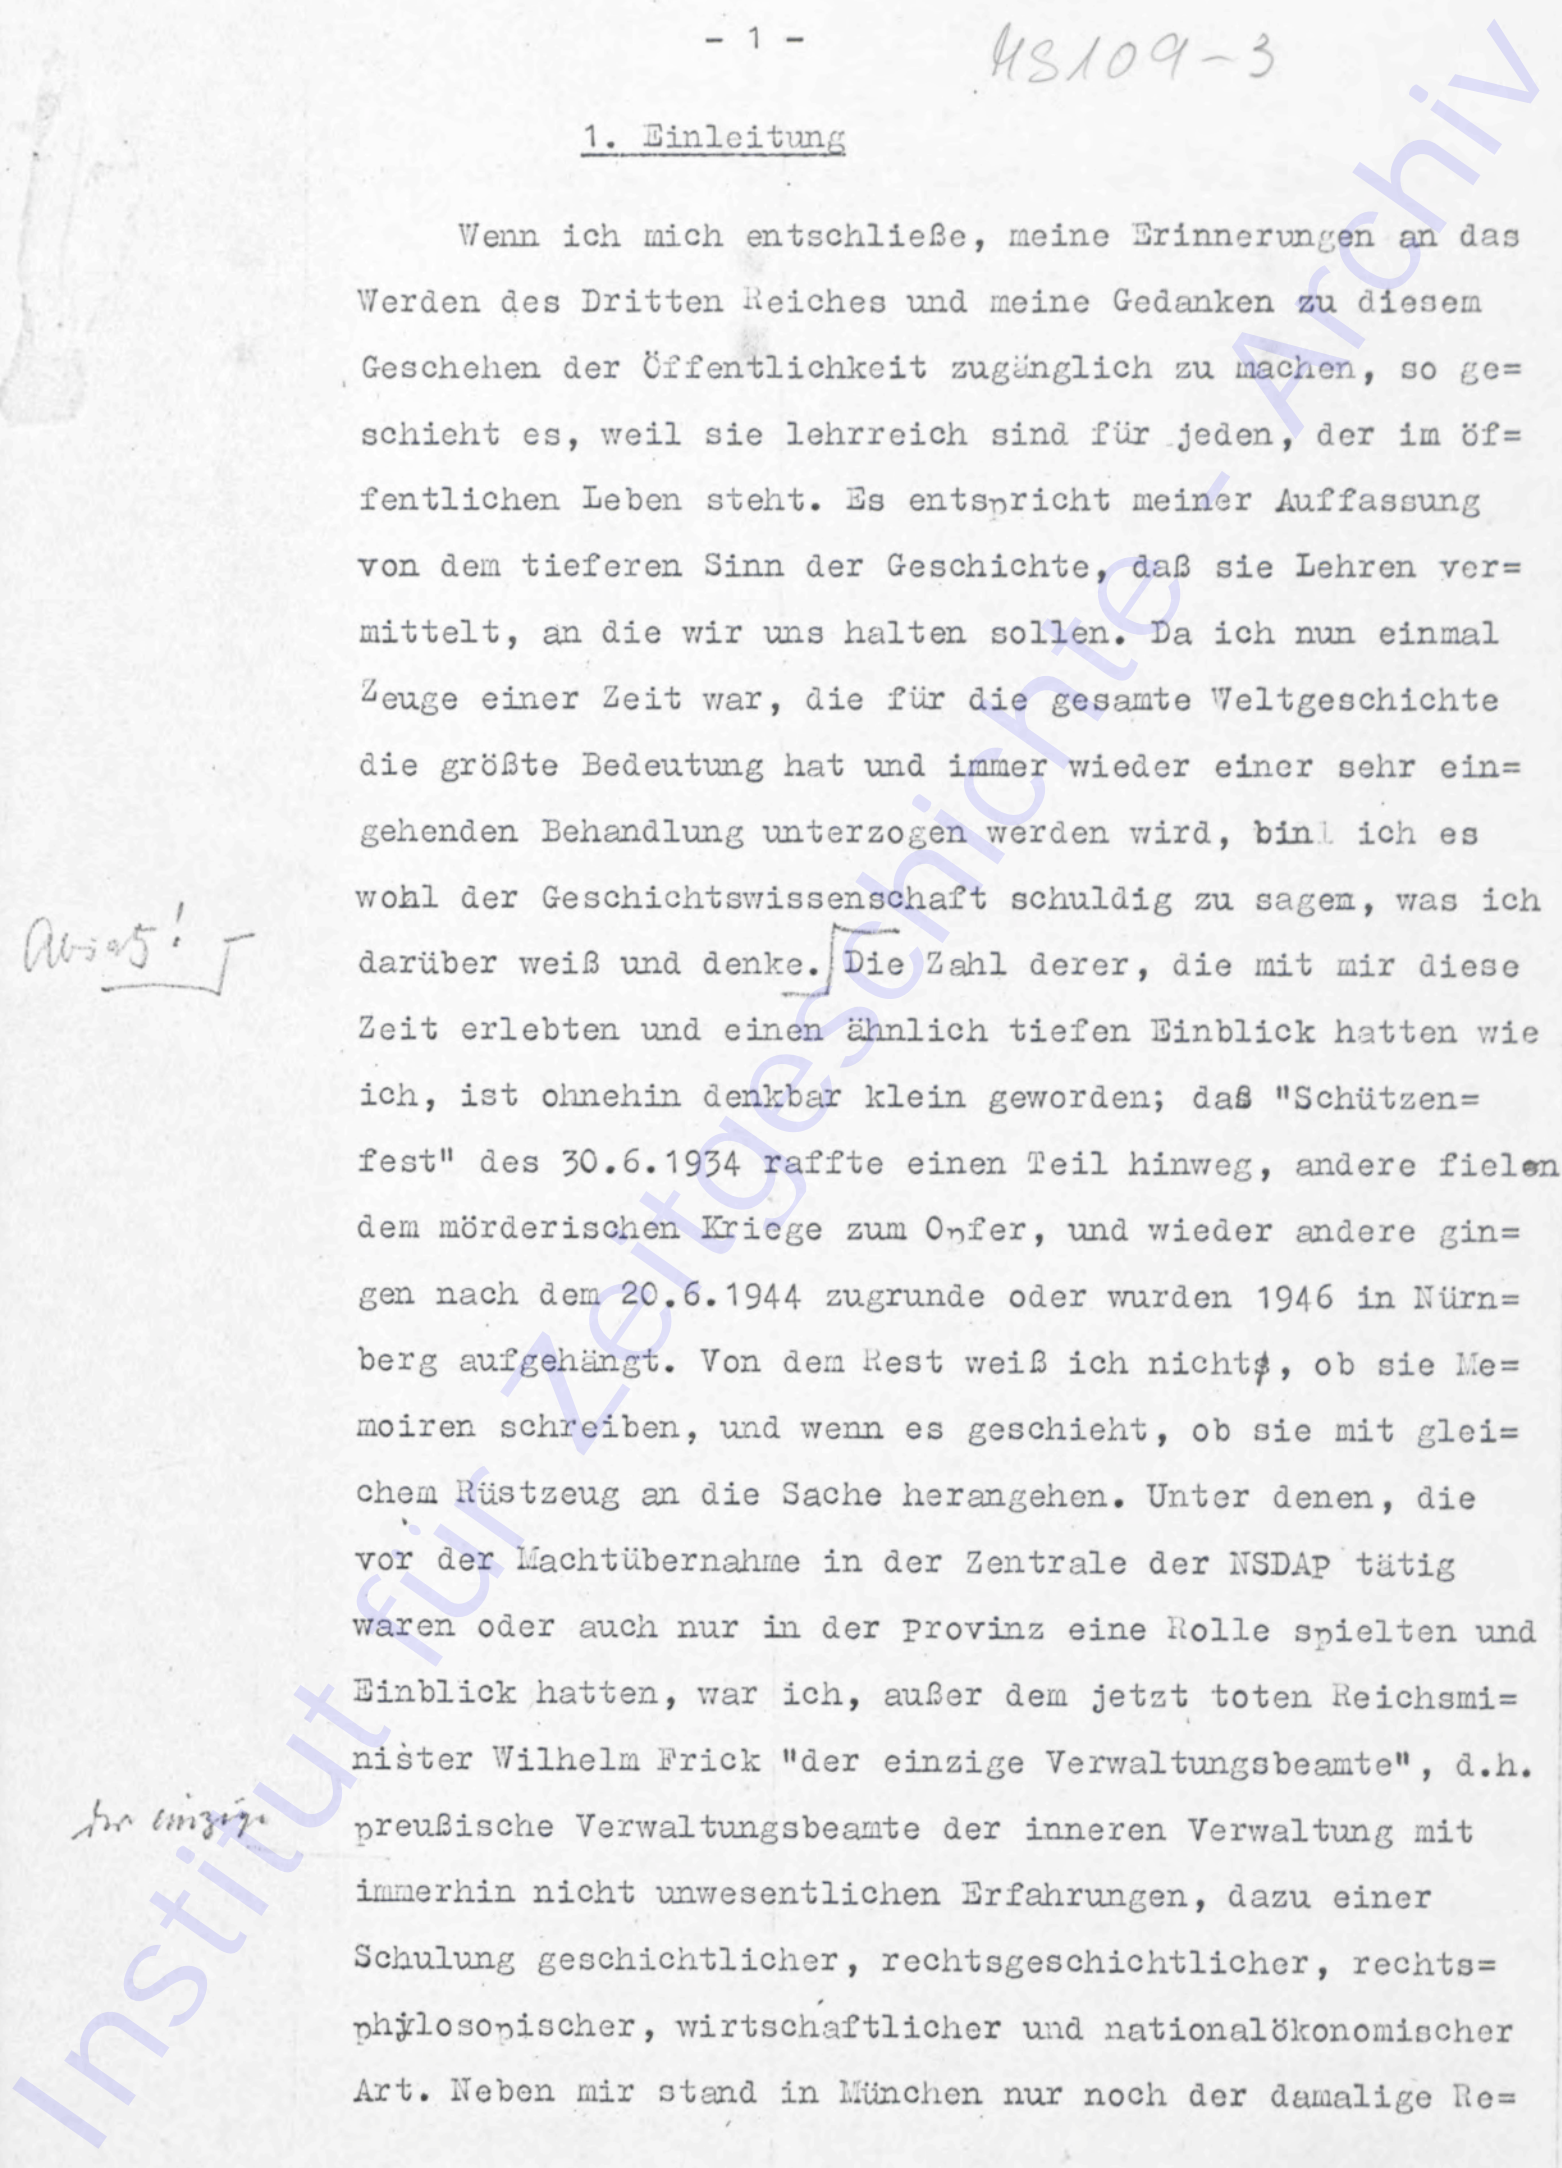 - 1 -
MS109-3
1. Einleitung
Wenn ich mich entschließe, meine Erinnerungen an das
Werden des Dritten Reiches und meine Gedanken zu diesem
Geschehen der Öffentlichkeit zugänglich zu machen, so ge=
schieht es, weil sie lehrreich sind für jeden, der im öf=
fentlichen Leben steht. Es entspricht meiner Auffassung
von dem tieferen Sinn der Geschichte, daß sie Lehren ver=
mittelt, an die wir uns halten sollen. Da ich nun einmal
Zeuge einer Zeit war, die für die gesamte Weltgeschichte
die größte Bedeutung hat und immer wieder einer sehr ein=
gehenden Behandlung unterzogen werden wird, bin ich es
wohl der Geschichtswissenschaft schuldig zu sagen, was ich
Absatz!
darüber weiß und denke. Die Zahl derer, die mit mir diese
Zeit erlebten und einen ähnlich tiefen Einblick hatten wie
ich, ist ohnehin denkbar klein geworden; das "Schützen=
fest" des 30.6.1934 raffte einen Teil hinweg, andere fielen
dem mörderischen Kriege zum Opfer, und wieder andere gin=
gen nach dem 20.6.1944 zugrunde oder wurden 1946 in Nürn=
berg aufgehängt. Von dem Rest weiß ich nicht, ob sie Me=
moiren schreiben, und wenn es geschieht, ob sie mit glei=
chem Rüstzeug an die Sache herangehen. Unter denen, die
vor der Machtübernahme in der Zentrale der NSDAP tätig
waren oder auch nur in der Provinz eine Rolle spielten und
Einblick hatten, war ich, außer dem jetzt toten Reichsmi=
nister Wilhelm Frick "der einzige Verwaltungsbeamte", d.h.
der einzige
preußische Verwaltungsbeamte der inneren Verwaltung mit
immerhin nicht unwesentlichen Erfahrungen, dazu einer
Schulung geschichtlicher, rechtsgeschichtlicher, rechts=
philosopischer, wirtschaftlicher und nationalökonomischer
Art. Neben mir stand in München nur noch der damalige Re=
Institut für Zeitgeschichte - Archiv